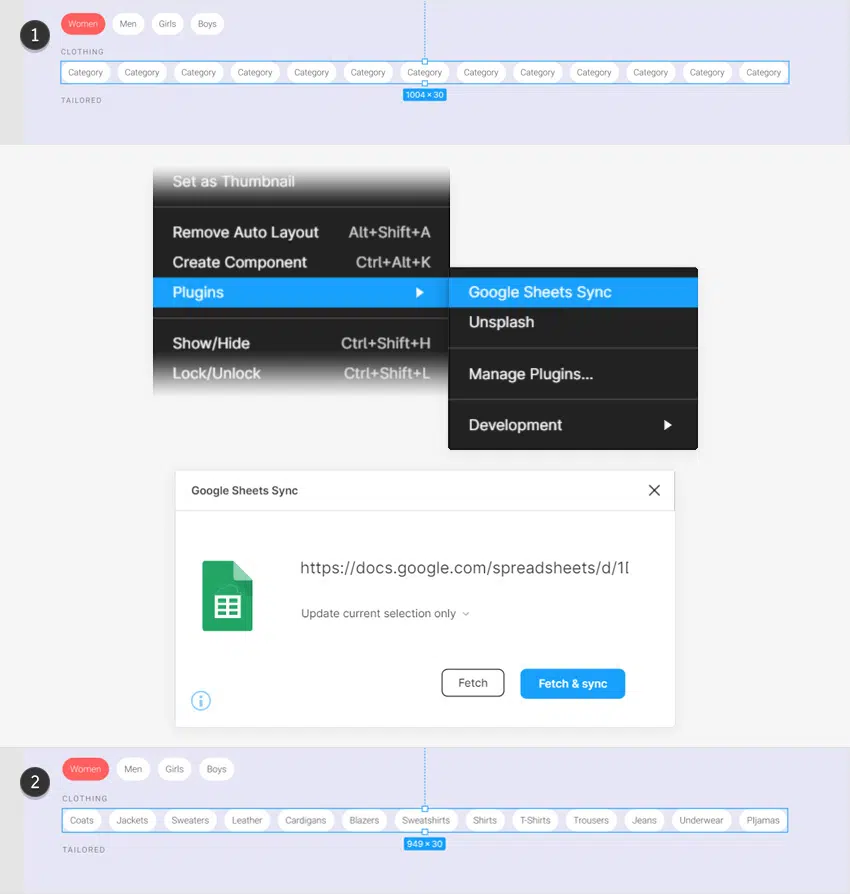 1
Women Men Girls Boys
CLOTHING
Category Category Category Category Category Category Category Category Category Category Category Category Category
1004 × 30
TAILORED
Set as Thumbnail
Remove Auto Layout Alt+Shift+A
Create Component Ctrl+Alt+K
Plugins
Google Sheets Sync
Unsplash
Show/Hide Ctrl+Shift+H
Lock/Unlock Ctrl+Shift+L
Manage Plugins...
Development
Google Sheets Sync
https://docs.google.com/spreadsheets/d/1
Update current selection only
Fetch Fetch & sync
2
Women Men Girls Boys
CLOTHING
Coats Jackets Sweaters Leather Cardigans Blazers Sweatshirts Shirts T-Shirts Trousers Jeans Underwear PIjamas
949 × 30
TAILORED